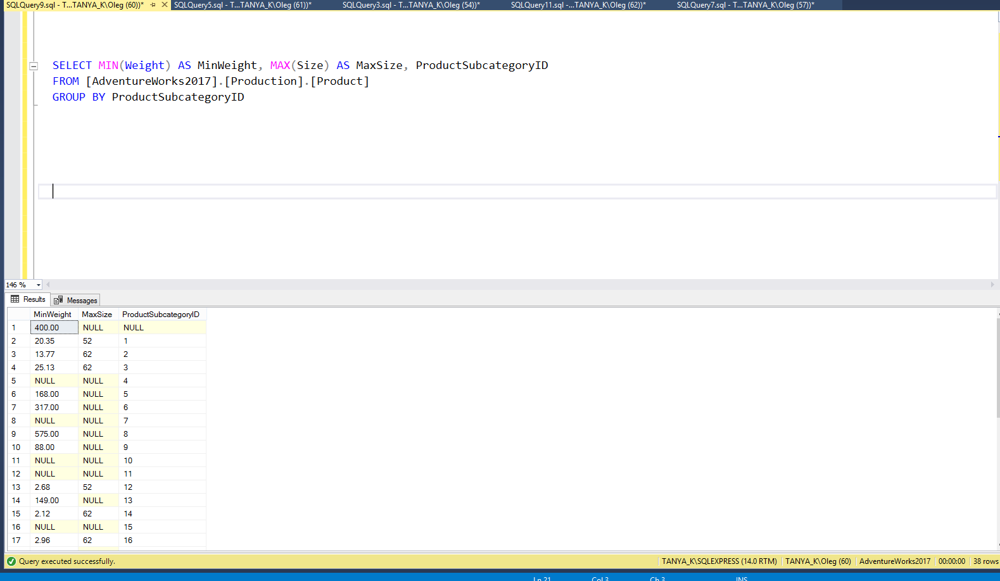 SQLQuery9.sql - T...TANYA_K\Oleg (60))* SQLQuery5.sql - T...TANYA_K\Oleg (61))* SQLQuery3.sql - T...TANYA_K\Oleg (54))* SQLQuery11.sql -...TANYA_K\Oleg (62))* SQLQuery7.sql - T...TANYA_K\Oleg (57))*
SELECT MIN(Weight) AS MinWeight, MAX(Size) AS MaxSize, ProductSubcategoryID
FROM [AdventureWorks2017].[Production].[Product]
GROUP BY ProductSubcategoryID
146 %
Results Messages
MinWeight MaxSize ProductSubcategoryID
1 400.00 NULL NULL
2 20.35 52 1
3 13.77 62 2
4 25.13 62 3
5 NULL NULL 4
6 168.00 NULL 5
7 317.00 NULL 6
8 NULL NULL 7
9 575.00 NULL 8
10 88.00 NULL 9
11 NULL NULL 10
12 NULL NULL 11
13 2.68 52 12
14 149.00 NULL 13
15 2.12 62 14
16 NULL NULL 15
17 2.96 62 16
Query executed successfully. TANYA_K\SQLEXPRESS (14.0 RTM) TANYA_K\Oleg (60) AdventureWorks2017 00:00:00 38 rows
Ln 21 Col 3 Ch 3 INS